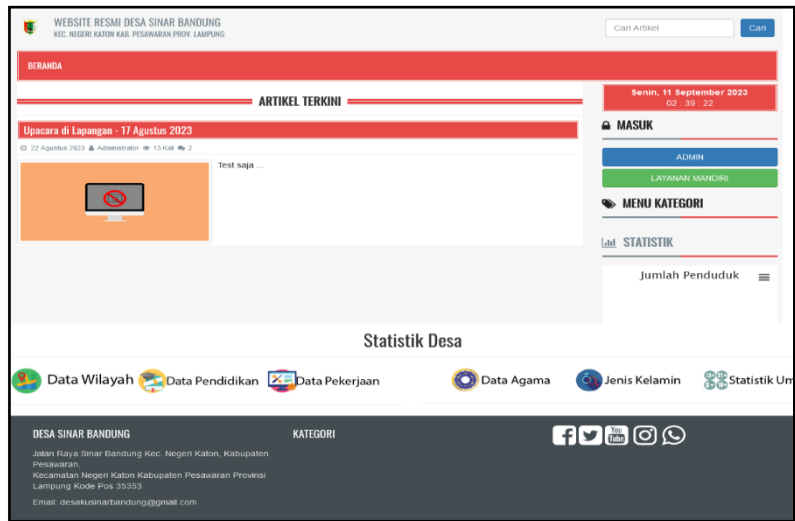 WEBSITE RESMI DESA SINAR BANDUNG
KEC. NEGERI KATON KAB. PESAWARAN PROV. LAMPUNG
Cari Artikel
Cari
BERANDA
ARTIKEL TERKINI
Upacara di Lapangan - 17 Agustus 2023
22 Agustus 2023 Administrator 13 Kali 2
Test saja ...
Senin, 11 September 2023
02 : 39 : 22
MASUK
ADMIN
LAYANAN MANDIRI
MENU KATEGORI
STATISTIK
Jumlah Penduduk
Statistik Desa
Data Wilayah
Data Pendidikan
Data Pekerjaan
Data Agama
Jenis Kelamin
Statistik Um
DESA SINAR BANDUNG
Jalan Raya Sinar Bandung Kec. Negeri Katon, Kabupaten
Pesawaran,
Kecamatan Negeri Katon Kabupaten Pesawaran Provinsi
Lampung Kode Pos 35353
Email: desakusinarbandung@gmail.com
KATEGORI
You
Tube